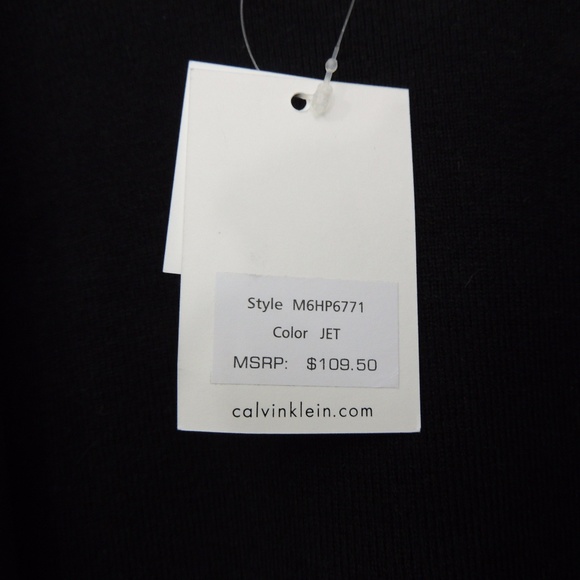 Style M6HP6771
Color JET
MSRP: $109.50
calvinklein.com